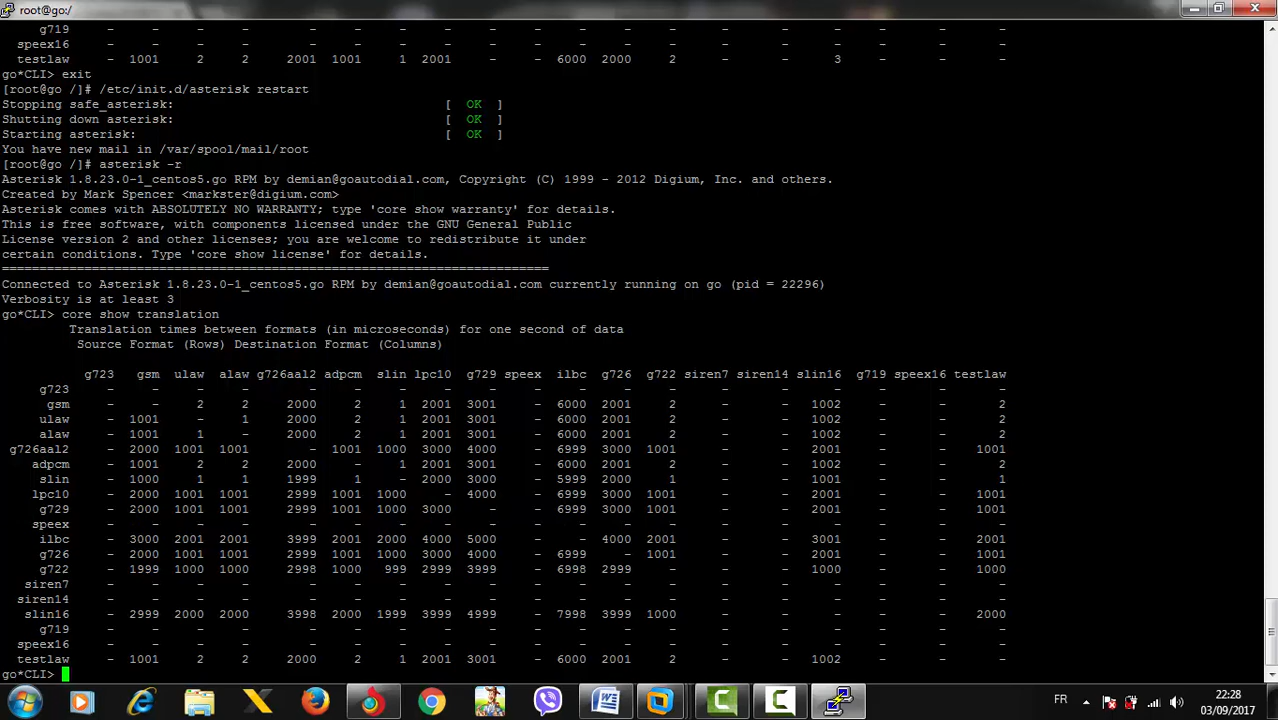 root@go:/
g719 - - - - - - - - - - - - - - - - - - -
speex16 - - - - - - - - - - - - - - - - - - -
testlaw - 1001 2 2 2001 1001 1 2001 - - 6000 2000 2 - - 3 - - -
go*CLI> exit
[root@go /]# /etc/init.d/asterisk restart
Stopping safe_asterisk: [ OK ]
Shutting down asterisk: [ OK ]
Starting asterisk: [ OK ]
You have new mail in /var/spool/mail/root
[root@go /]# asterisk -r
Asterisk 1.8.23.0-1_centos5.go RPM by demian@goautodial.com, Copyright (C) 1999 - 2012 Digium, Inc. and others.
Created by Mark Spencer <markster@digium.com>
Asterisk comes with ABSOLUTELY NO WARRANTY; type 'core show warranty' for details.
This is free software, with components licensed under the GNU General Public
License version 2 and other licenses; you are welcome to redistribute it under
certain conditions. Type 'core show license' for details.
=========================================================================
Connected to Asterisk 1.8.23.0-1_centos5.go RPM by demian@goautodial.com currently running on go (pid = 22296)
Verbosity is at least 3
go*CLI> core show translation
Translation times between formats (in microseconds) for one second of data
Source Format (Rows) Destination Format (Columns)
g723 gsm ulaw alaw g726aal2 adpcm slin lpc10 g729 speex ilbc g726 g722 siren7 siren14 slin16 g719 speex16 testlaw
g723 - - - - - - - - - - - - - - - - - - -
gsm - - 2 2 2000 2 1 2001 3001 - 6000 2001 2 - - 1002 - - 2
ulaw - 1001 - 1 2000 2 1 2001 3001 - 6000 2001 2 - - 1002 - - 2
alaw - 1001 1 - 2000 2 1 2001 3001 - 6000 2001 2 - - 1002 - - 2
g726aal2 - 2000 1001 1001 - 1001 1000 3000 4000 - 6999 3000 1001 - - 2001 - - 1001
adpcm - 1001 2 2 2000 - 1 2001 3001 - 6000 2001 2 - - 1002 - - 2
slin - 1000 1 1 1999 1 - 2000 3000 - 5999 2000 1 - - 1001 - - 1
lpc10 - 2000 1001 1001 2999 1001 1000 - 4000 - 6999 3000 1001 - - 2001 - - 1001
g729 - 2000 1001 1001 2999 1001 1000 3000 - - 6999 3000 1001 - - 2001 - - 1001
speex - - - - - - - - - - - - - - - - - - -
ilbc - 3000 2001 2001 3999 2001 2000 4000 5000 - - 4000 2001 - - 3001 - - 2001
g726 - 2000 1001 1001 2999 1001 1000 3000 4000 - 6999 - 1001 - - 2001 - - 1001
g722 - 1999 1000 1000 2998 1000 999 2999 3999 - 6998 2999 - - - 1000 - - 1000
siren7 - - - - - - - - - - - - - - - - - - -
siren14 - - - - - - - - - - - - - - - - - - -
slin16 - 2999 2000 2000 3998 2000 1999 3999 4999 - 7998 3999 1000 - - - - - 2000
g719 - - - - - - - - - - - - - - - - - - -
speex16 - - - - - - - - - - - - - - - - - - -
testlaw - 1001 2 2 2000 2 1 2001 3001 - 6000 2001 2 - - 1002 - - -
go*CLI>
FR
22:28
03/09/2017